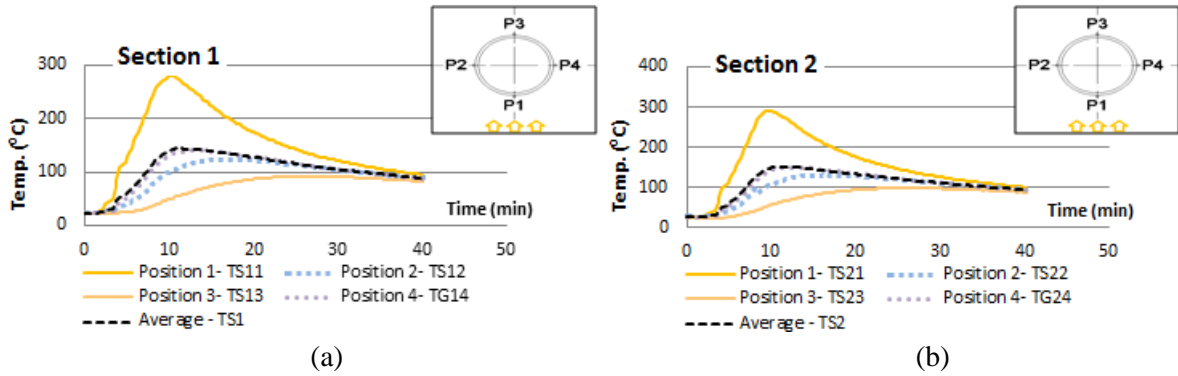 Section 1
P3
P2
P4
P1
Temp. (°C)
300
200
100
0
Time (min)
0 10 20 30 40 50
Position 1- TS11 Position 2- TS12
Position 3- TS13 Position 4- TG14
Average - TS1
(a)
Section 2
P3
P2
P4
P1
Temp. (°C)
400
300
200
100
0
Time (min)
0 10 20 30 40 50
Position 1- TS21 Position 2- TS22
Position 3- TS23 Position 4- TG24
Average - TS2
(b)